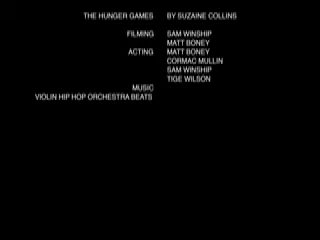 THE HUNGER GAMES BY SUZAINE COLLINS
FILMING SAM WINSHIP
MATT BONEY
ACTING MATT BONEY
CORMAC MULLIN
SAM WINSHIP
TIGE WILSON
MUSIC
VIOLIN HIP HOP ORCHESTRA BEATS